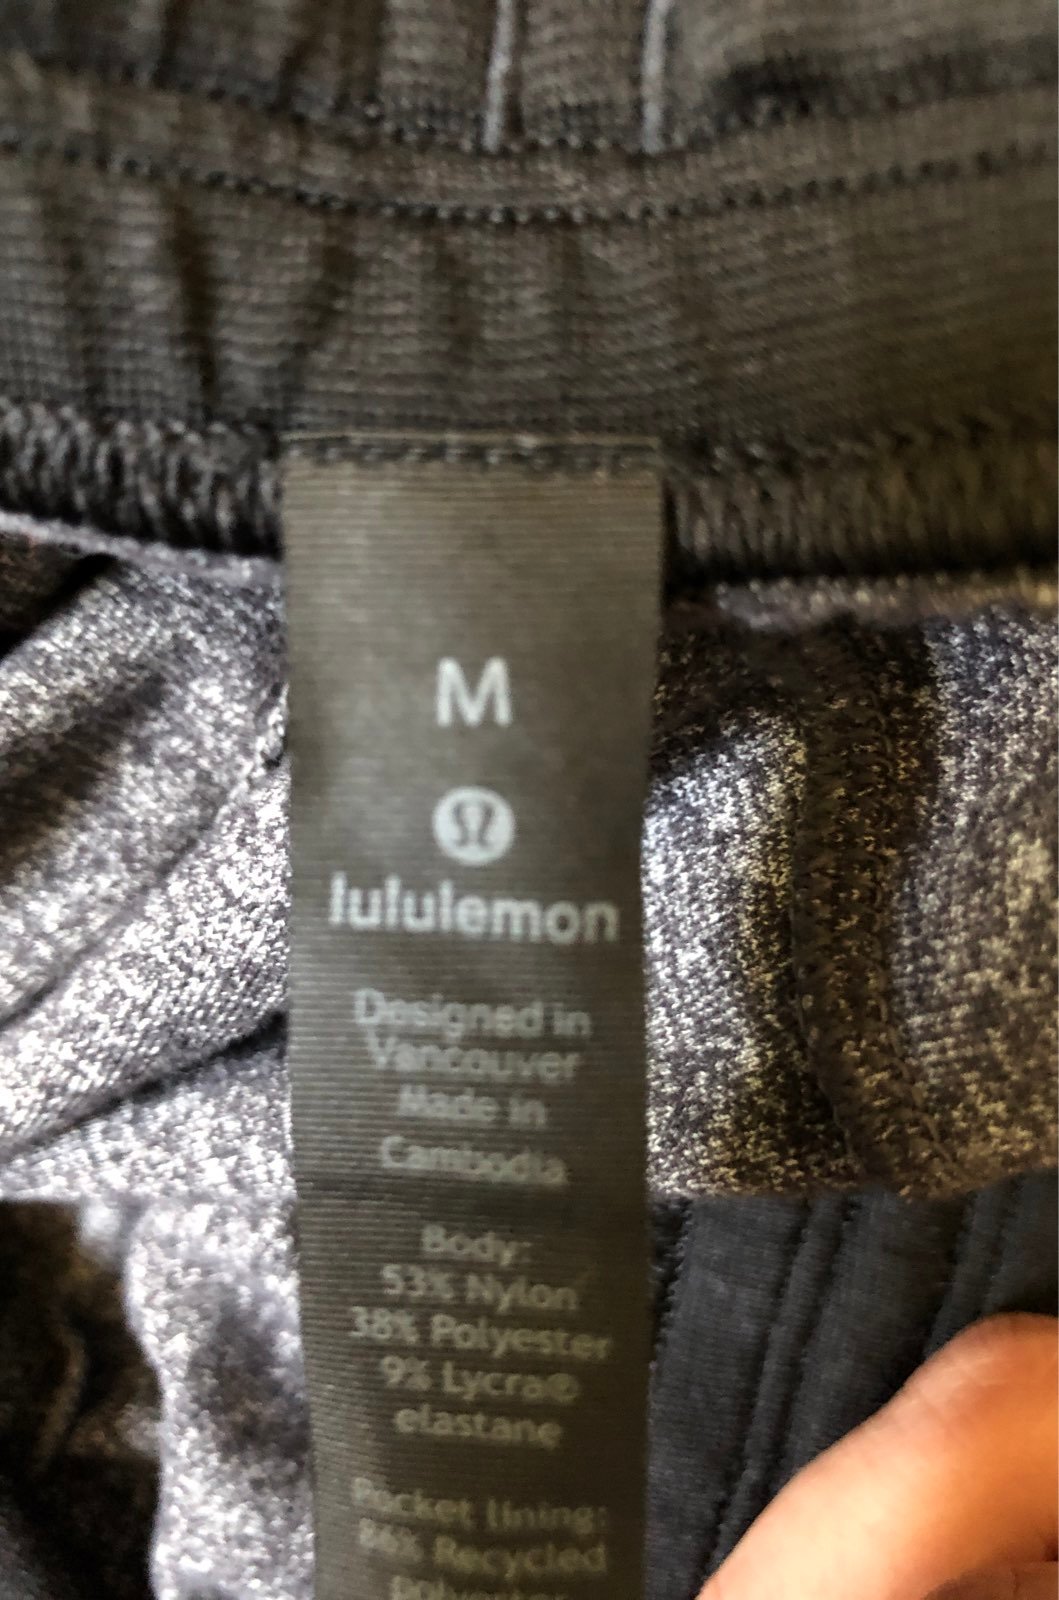 M
lululemon
Designed in
Vancouver
Made in
Cambodia
Body:
53% Nylon
38% Polyester
9% Lycra®
elastane
Pocket lining:
86% Recycled
polyester